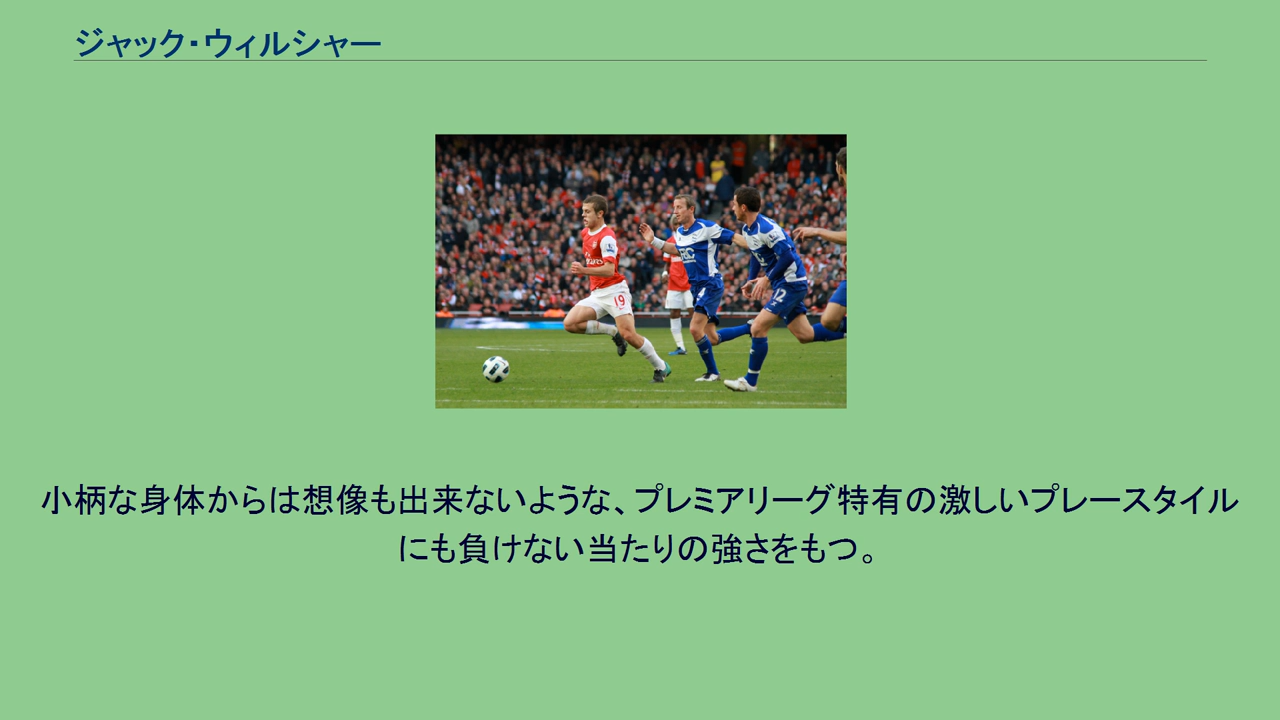 ジャック・ウィルシャー
19
12
小柄な身体からは想像も出来ないような、プレミアリーグ特有の激しいプレースタイル
にも負けない当たりの強さをもつ。